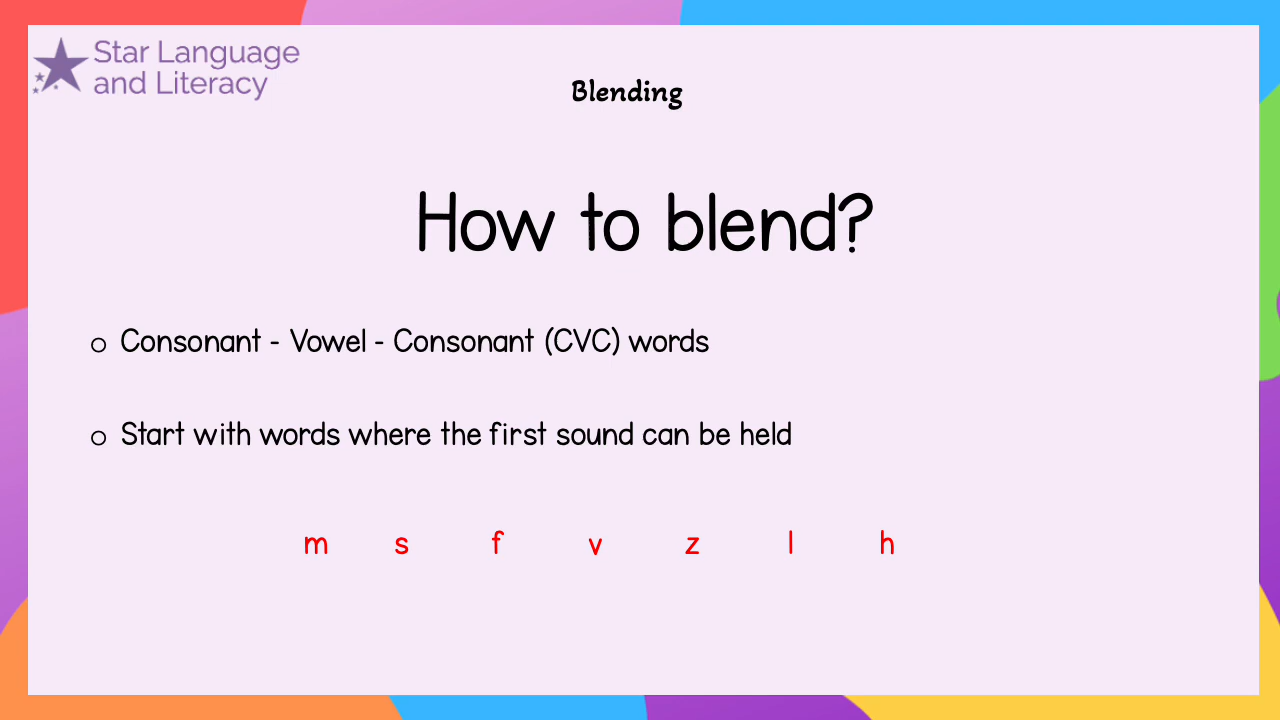 Star Language
and Literacy
Blending
How to blend?
o Consonant - Vowel - Consonant (CVC) words
o Start with words where the first sound can be held
m s f v z l h